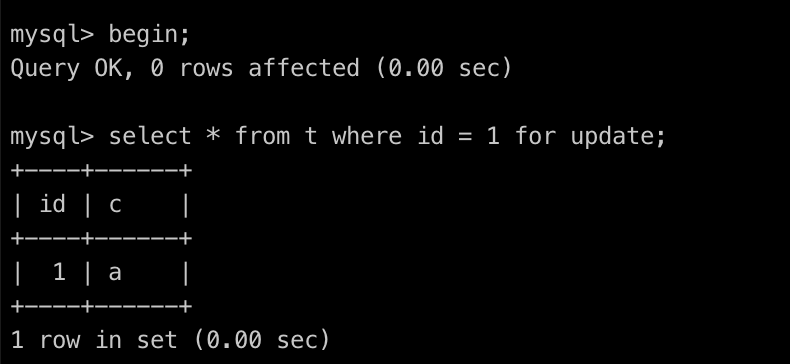 mysql> begin;
Query OK, 0 rows affected (0.00 sec)
mysql> select * from t where id = 1 for update;
+----+------+
| id | c    |
+----+------+
|  1 | a    |
+----+------+
1 row in set (0.00 sec)